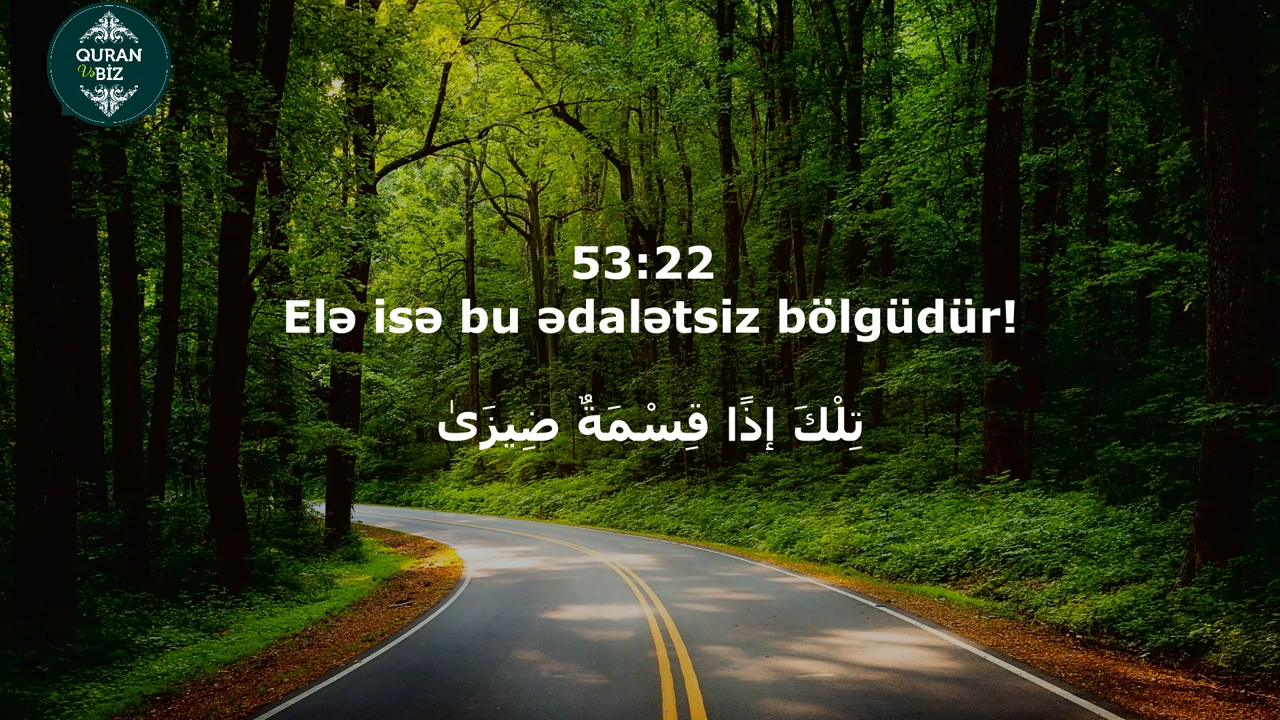 QURAN
Və BİZ
53:22
Elə isə bu ədalətsiz bölgüdür!
تِلْكَ إِذًا قِسْمَةٌ ضِيزَىٰ